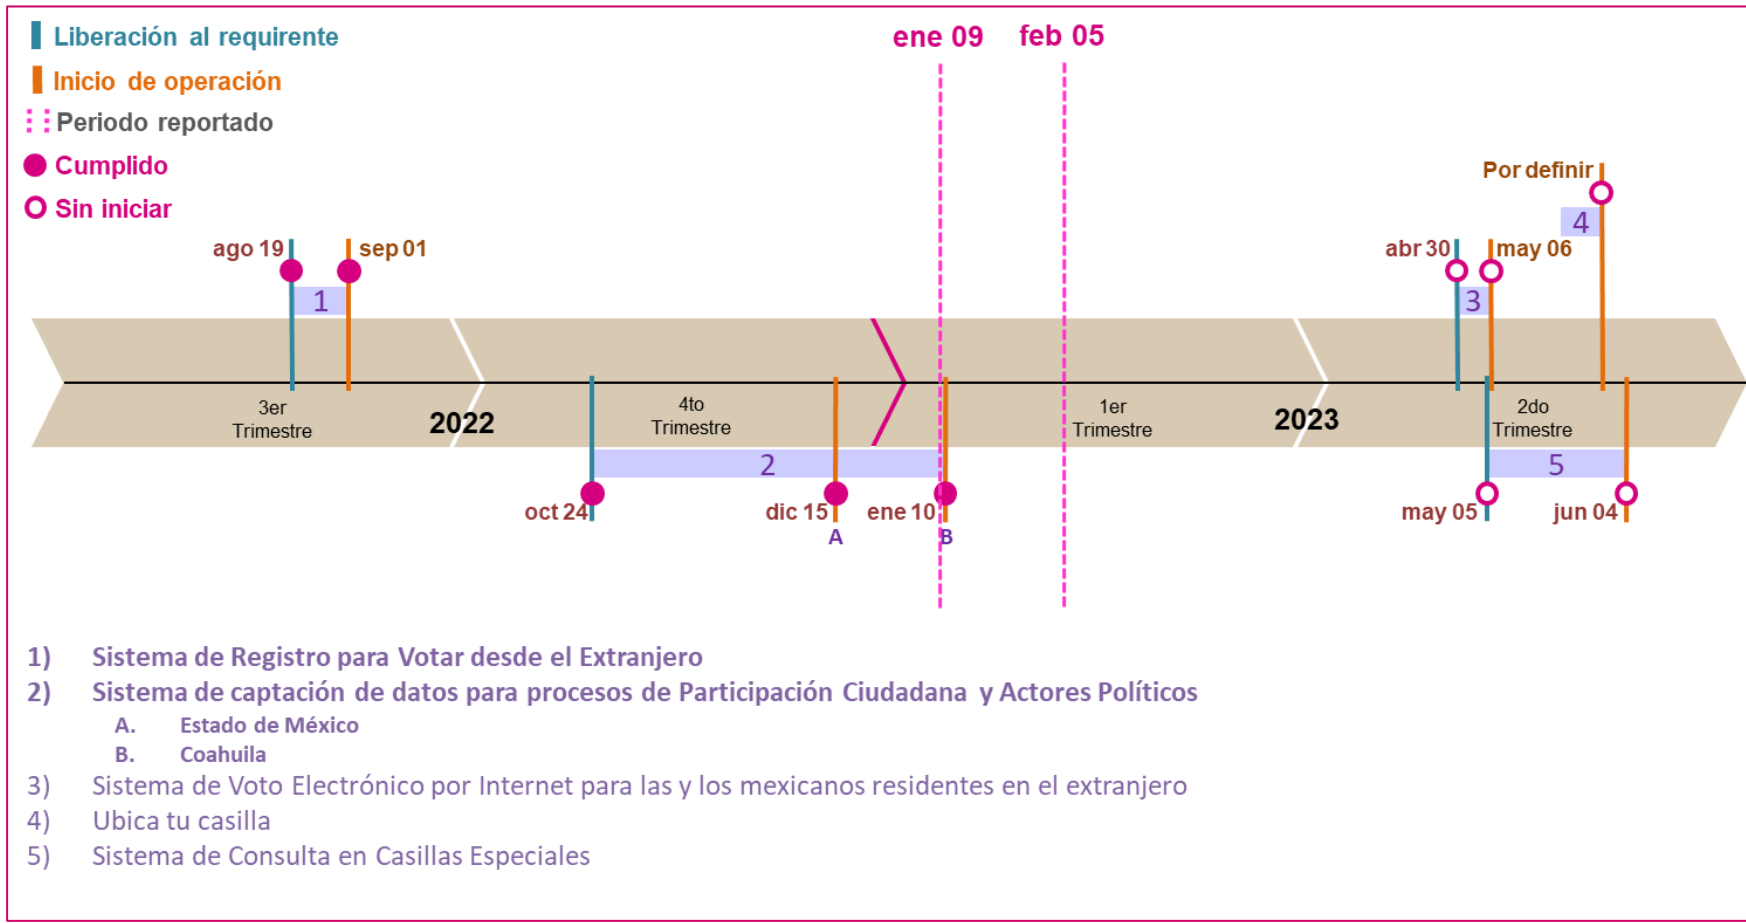 Liberación al requirente
Inicio de operación
Periodo reportado
Cumplido
Sin iniciar
ene 09
feb 05
Por definir
4
ago 19
sep 01
abr 30
may 06
1
3
3er
Trimestre
2022
4to
Trimestre
1er
Trimestre
2023
2do
Trimestre
2
5
oct 24
dic 15
ene 10
may 05
jun 04
A
B
1) Sistema de Registro para Votar desde el Extranjero
2) Sistema de captación de datos para procesos de Participación Ciudadana y Actores Políticos
A. Estado de México
B. Coahuila
3) Sistema de Voto Electrónico por Internet para las y los mexicanos residentes en el extranjero
4) Ubica tu casilla
5) Sistema de Consulta en Casillas Especiales